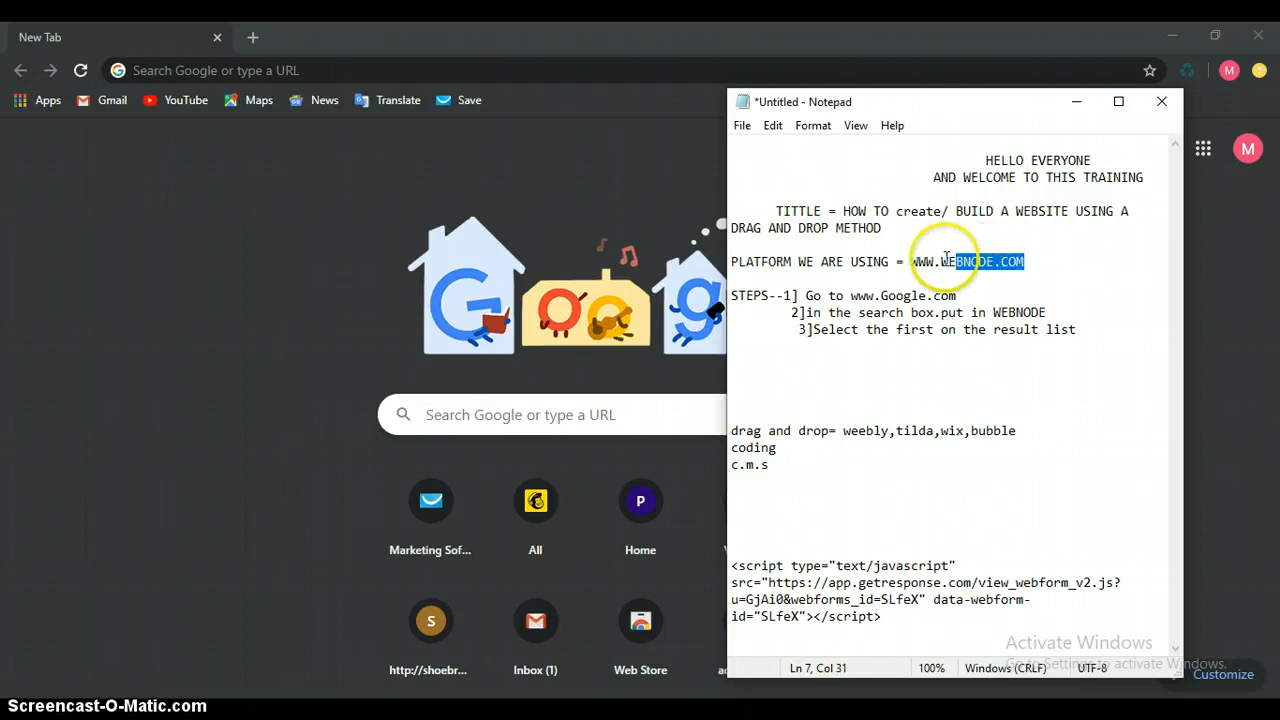 New Tab
Search Google or type a URL
M
Apps
Gmail
YouTube
Maps
News
Translate
Save
*Untitled - Notepad
File Edit Format View Help
HELLO EVERYONE
AND WELCOME TO THIS TRAINING
TITTLE = HOW TO create/ BUILD A WEBSITE USING A
DRAG AND DROP METHOD
PLATFORM WE ARE USING = WWW.WEBNODE.COM
STEPS--1] Go to www.Google.com
2]in the search box.put in WEBNODE
3]Select the first on the result list
drag and drop= weebly,tilda,wix,bubble
coding
c.m.s
<script type="text/javascript"
src="https://app.getresponse.com/view_webform_v2.js?
u=GjAi0&webforms_id=SLfeX" data-webform-
id="SLfeX"></script>
Ln 7, Col 31 100% Windows (CRLF) UTF-8
M
G o g
Search Google or type a URL
P
Marketing Sof...
All
Home
S
http://shoebr...
Inbox (1)
Web Store
Activate Windows
Go to Settings to activate Windows.
Customize
Screencast-O-Matic.com